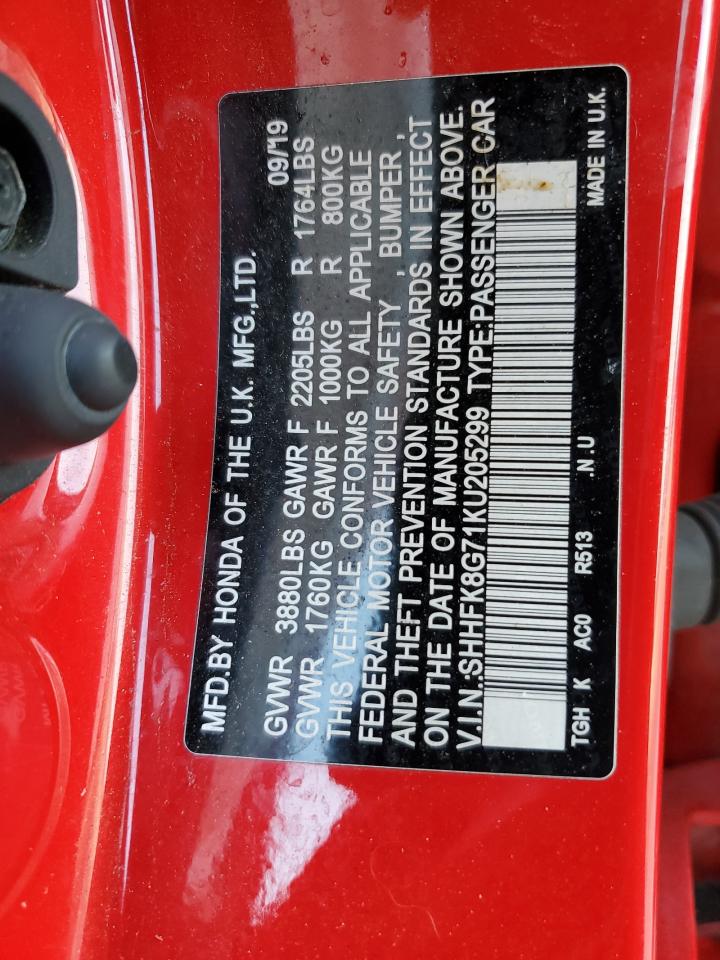 MFD.BY HONDA OF THE U.K. MFG.,LTD. 09/19
GVWR 3880LBS GAWR F 2205LBS R 1764LBS
GVWR 1760KG GAWR F 1000KG R 800KG
THIS VEHICLE CONFORMS TO ALL APPLICABLE
FEDERAL MOTOR VEHICLE SAFETY , BUMPER ,
AND THEFT PREVENTION STANDARDS IN EFFECT
ON THE DATE OF MANUFACTURE SHOWN ABOVE.
V.I.N.:SHHFK8G71KU205299 TYPE:PASSENGER CAR
TGH K AC0 R513 .N.U MADE IN U.K.